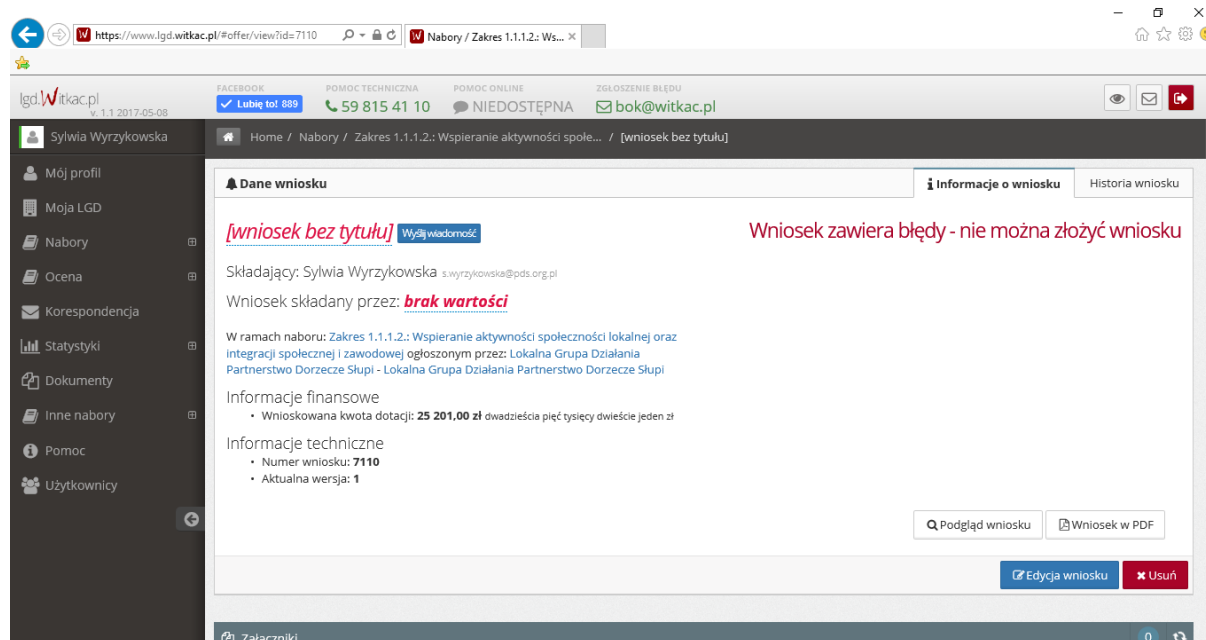 https://www.lgd.witkac.pl/#offer/view?id=7110
Nabory / Zakres 1.1.1.2.: Ws...
lgd.Witkac.pl
v. 1.1 2017-05-08
FACEBOOK
Lubię to! 889
POMOC TECHNICZNA
59 815 41 10
POMOC ONLINE
NIEDOSTĘPNA
ZGŁOSZENIE BŁĘDU
bok@witkac.pl
Sylwia Wyrzykowska
Home / Nabory / Zakres 1.1.1.2.: Wspieranie aktywności społe... / [wniosek bez tytułu]
Mój profil
Moja LGD
Nabory
Ocena
Korespondencja
Statystyki
Dokumenty
Inne nabory
Pomoc
Użytkownicy
Dane wniosku
Informacje o wniosku
Historia wniosku
[wniosek bez tytułu] Wyślij wiadomość
Wniosek zawiera błędy - nie można złożyć wniosku
Składający: Sylwia Wyrzykowska s.wyrzykowska@pds.org.pl
Wniosek składany przez: brak wartości
W ramach naboru: Zakres 1.1.1.2.: Wspieranie aktywności społeczności lokalnej oraz
integracji społecznej i zawodowej ogłoszonym przez: Lokalna Grupa Działania
Partnerstwo Dorzecze Słupi - Lokalna Grupa Działania Partnerstwo Dorzecze Słupi
Informacje finansowe
• Wnioskowana kwota dotacji: 25 201,00 zł dwadzieścia pięć tysięcy dwieście jeden zł
Informacje techniczne
• Numer wniosku: 7110
• Aktualna wersja: 1
Podgląd wniosku
Wniosek w PDF
Edycja wniosku
Usuń
Załączniki
0